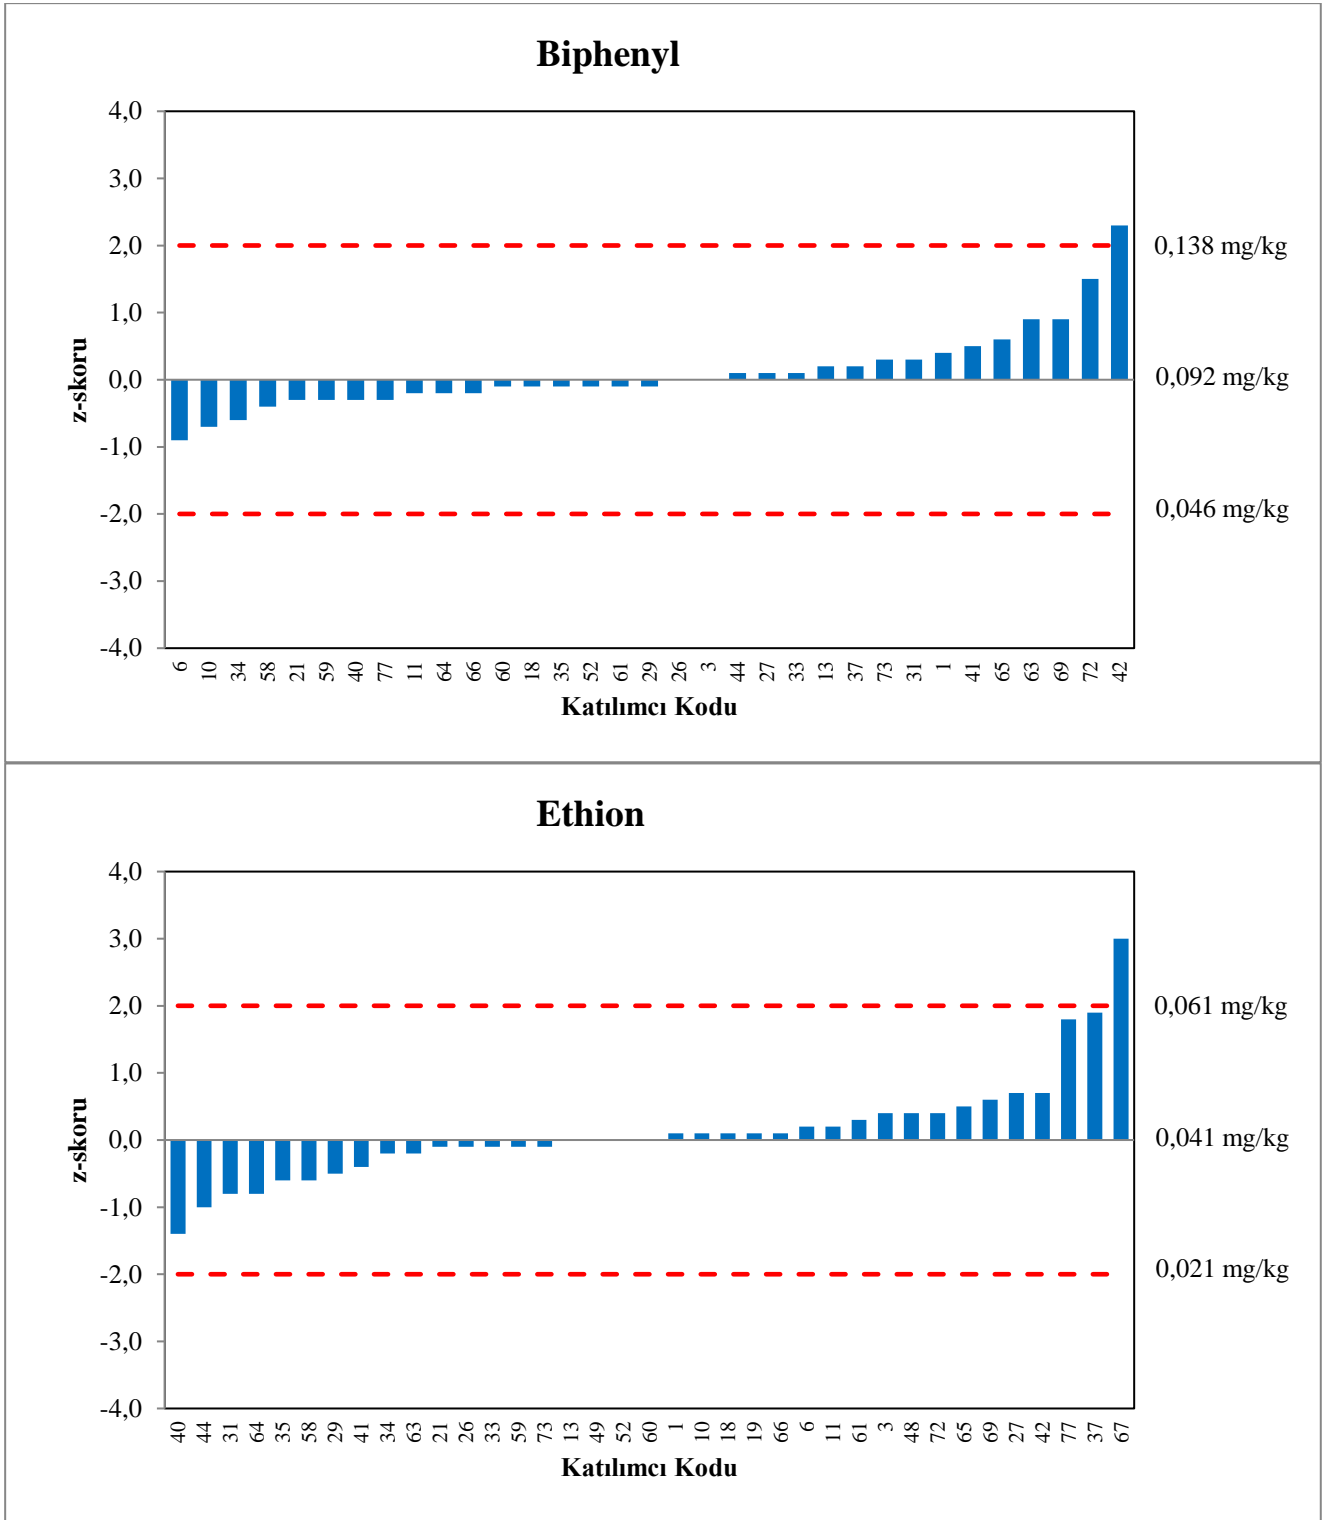 Biphenyl
4,0
3,0
2,0
1,0
0,0
-1,0
-2,0
-3,0
-4,0
z-skoru
0,138 mg/kg
0,092 mg/kg
0,046 mg/kg
6 10 34 58 21 59 40 77 11 64 66 60 18 35 52 61 29 26 3 44 27 33 13 37 73 31 1 41 65 63 69 72 42
Katılımcı Kodu
Ethion
4,0
3,0
2,0
1,0
0,0
-1,0
-2,0
-3,0
-4,0
z-skoru
0,061 mg/kg
0,041 mg/kg
0,021 mg/kg
40 44 31 64 35 58 29 41 34 63 21 26 33 59 73 13 49 52 60 1 10 18 19 66 6 11 61 3 48 72 65 69 27 42 77 37 67
Katılımcı Kodu